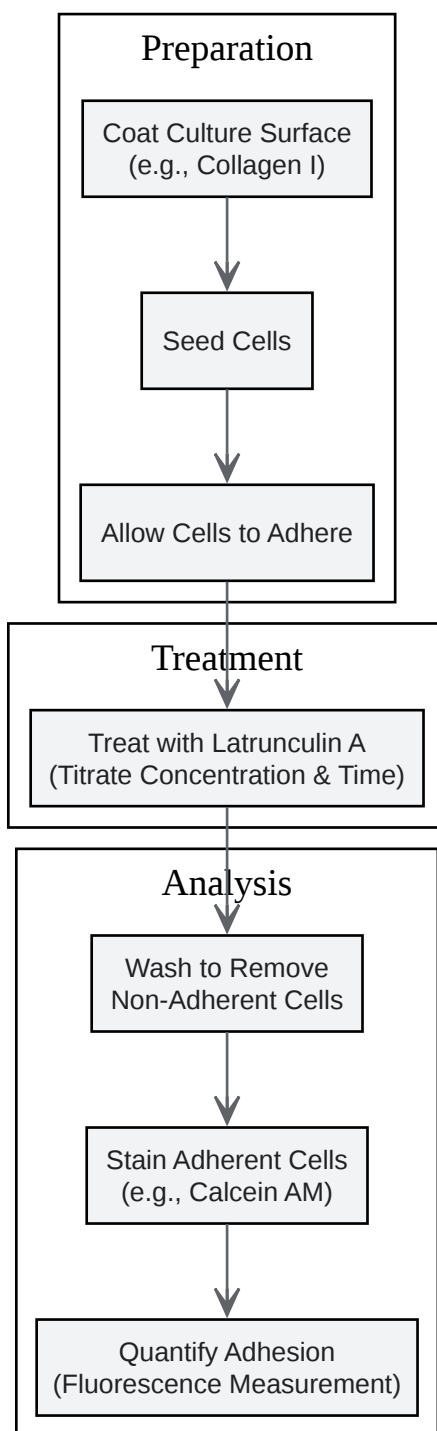 Preparation
Coat Culture Surface
(e.g., Collagen I)
Seed Cells
Allow Cells to Adhere
Treatment
Treat with Latrunculin A
(Titrate Concentration & Time)
Analysis
Wash to Remove
Non-Adherent Cells
Stain Adherent Cells
(e.g., Calcein AM)
Quantify Adhesion
(Fluorescence Measurement)